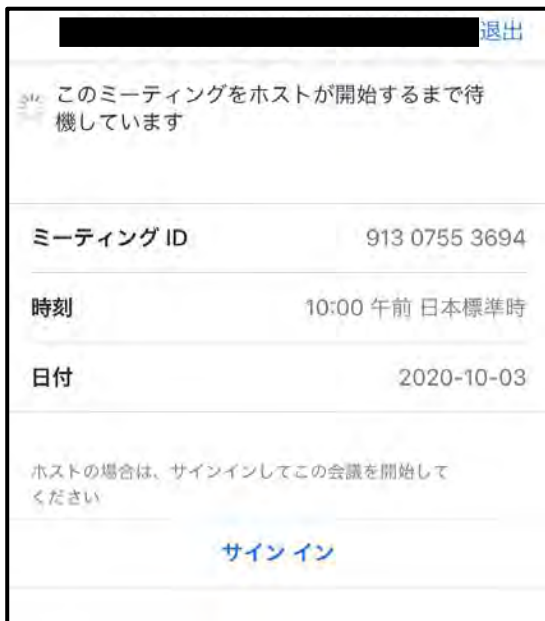 退出
このミーティングをホストが開始するまで待
機しています
ミーティング ID 913 0755 3694
時刻 10:00 午前 日本標準時
日付 2020-10-03
ホストの場合は、サインインしてこの会議を開始して
ください
サイン イン